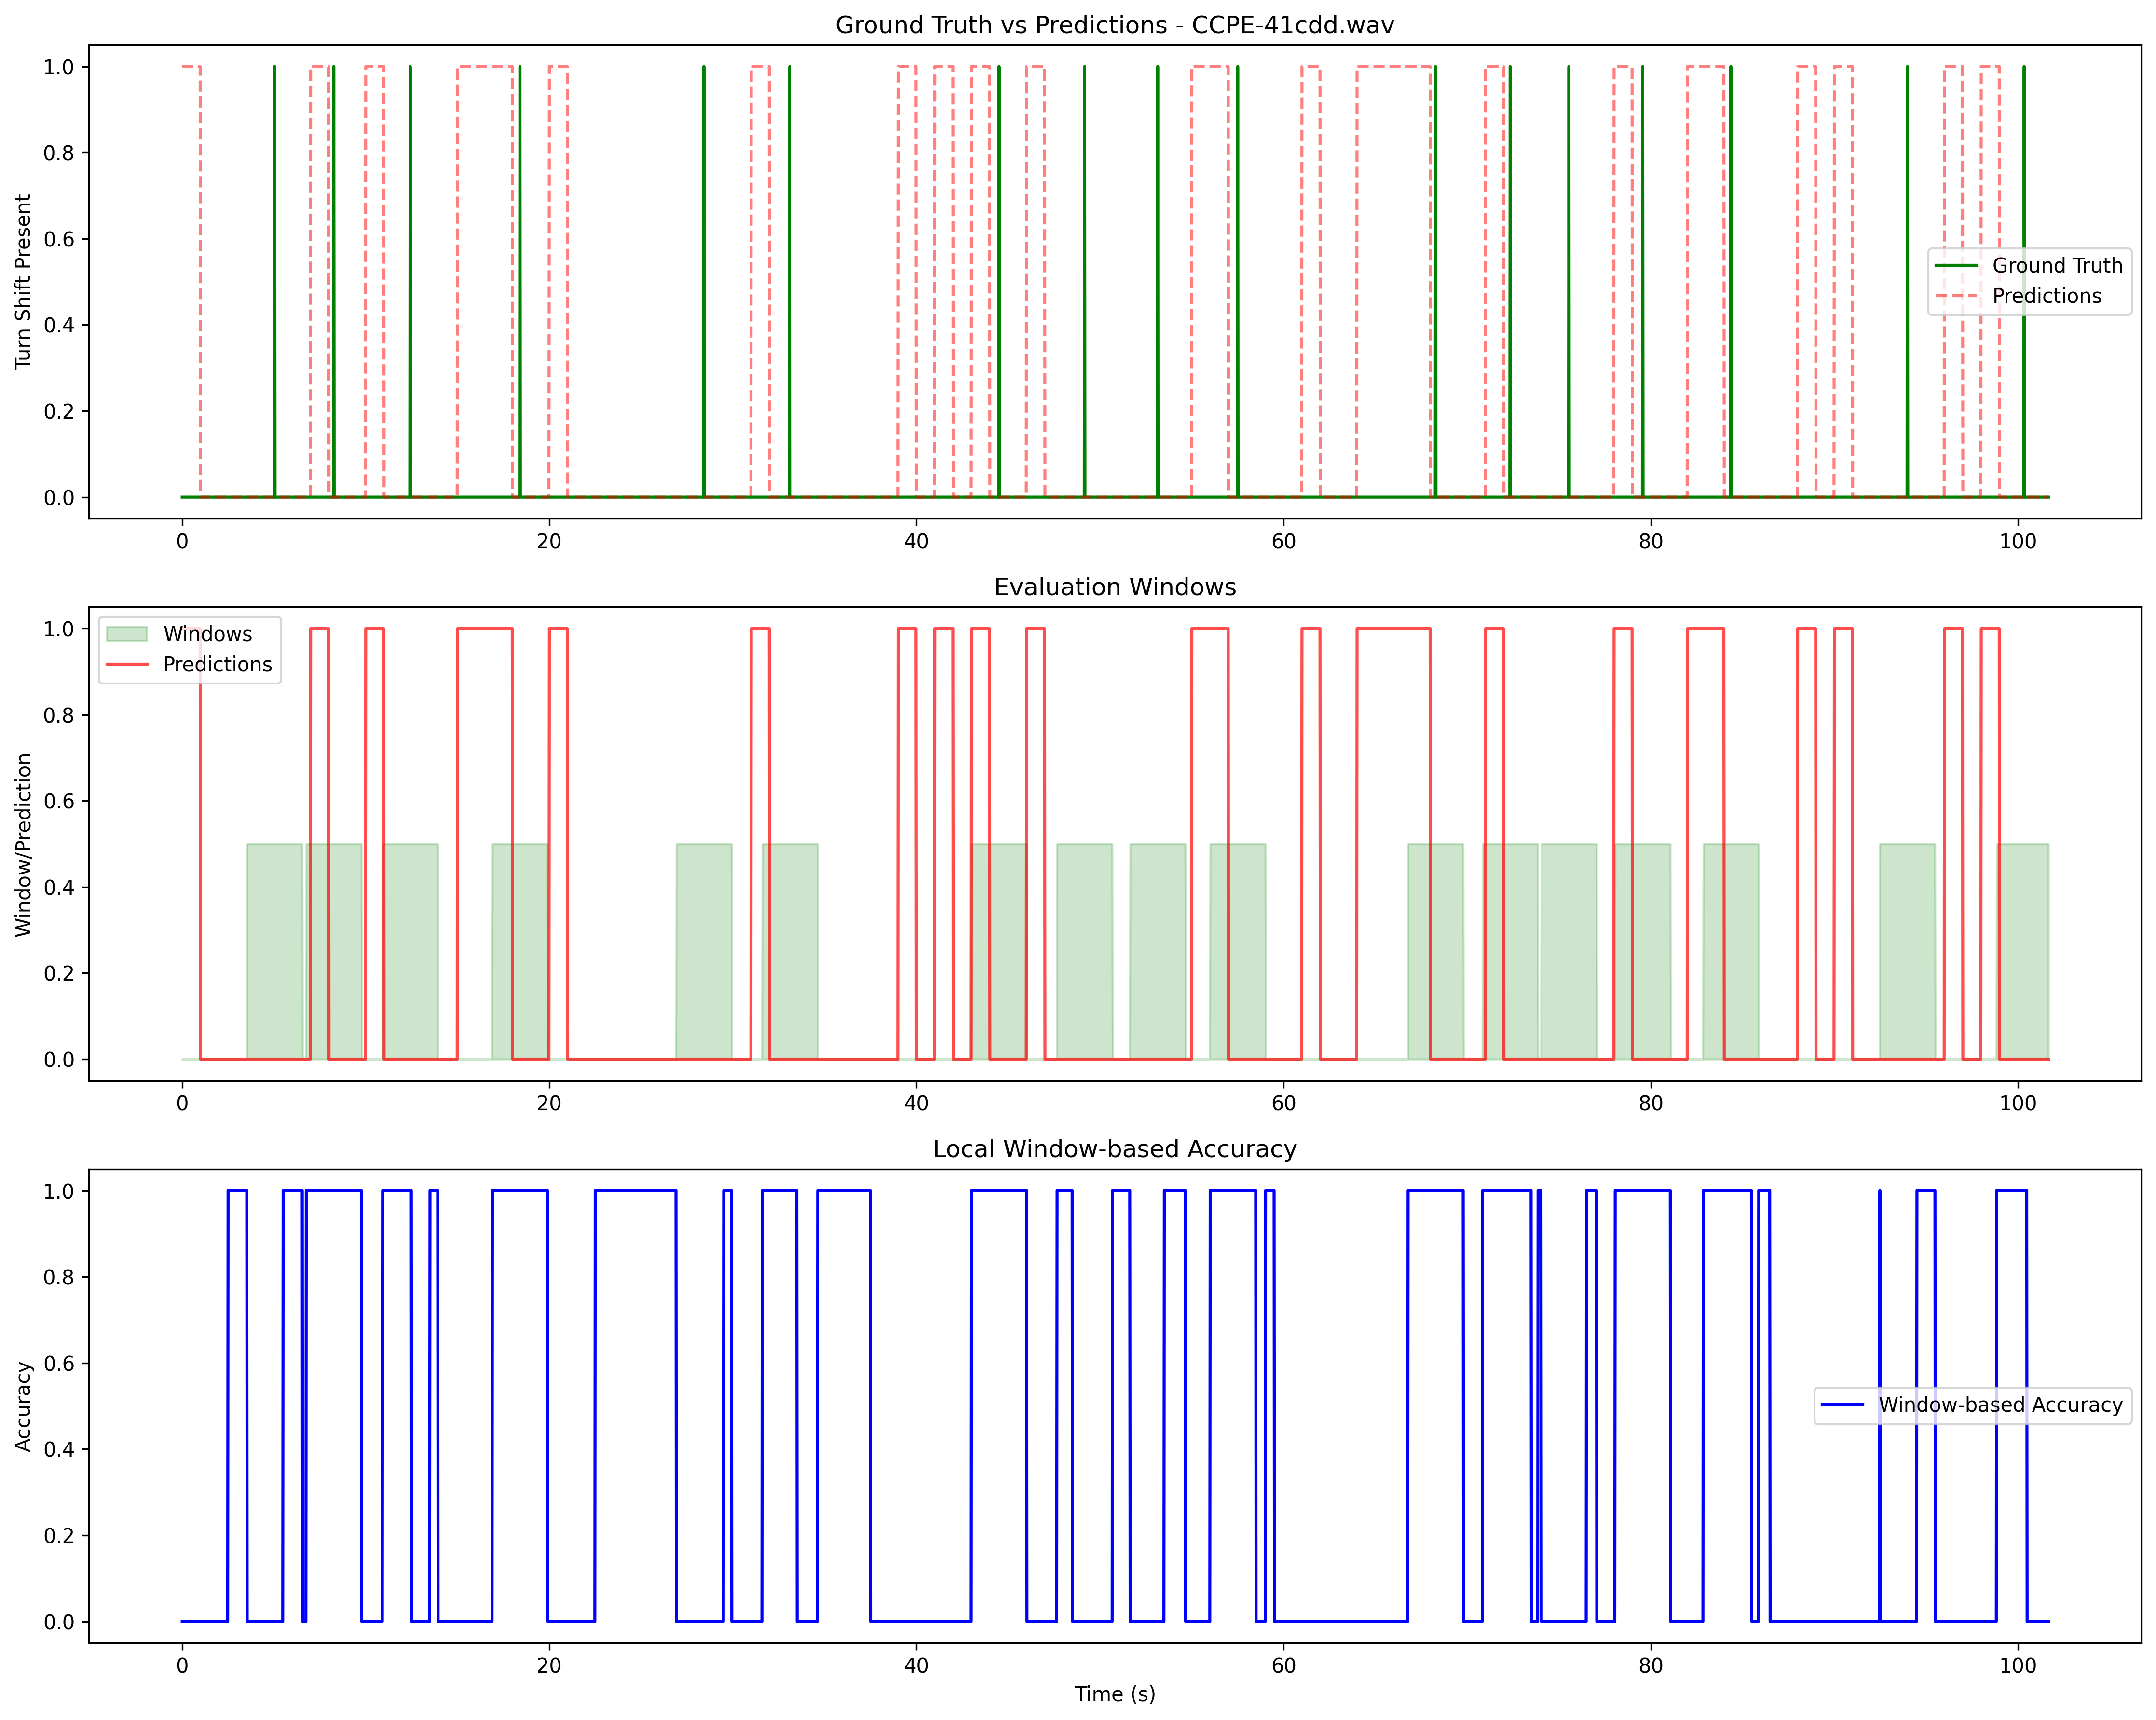 Ground Truth vs Predictions - CCPE-41cdd.wav
1.0
0.8
0.6
0.4
0.2
0.0
Turn Shift Present
Ground Truth
Predictions
0 20 40 60 80 100
Evaluation Windows
1.0
0.8
0.6
0.4
0.2
0.0
Window/Prediction
Windows
Predictions
0 20 40 60 80 100
Local Window-based Accuracy
1.0
0.8
0.6
0.4
0.2
0.0
Accuracy
Window-based Accuracy
0 20 40 60 80 100
Time (s)